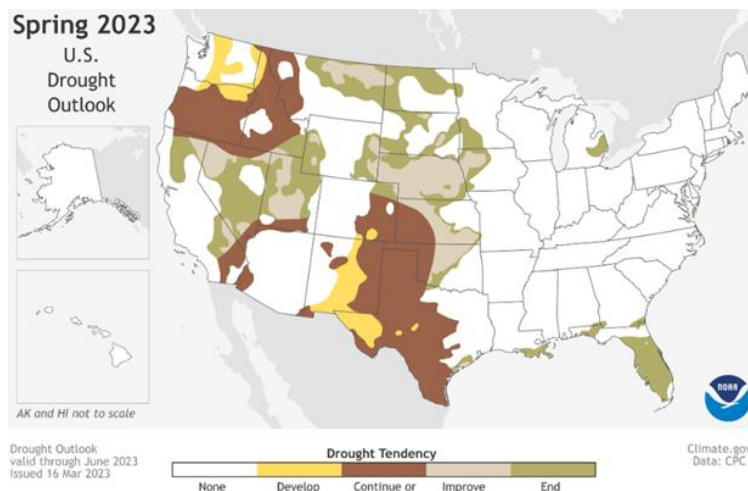 Spring 2023
U.S.
Drought
Outlook
AK and HI not to scale
NOAA
Drought Outlook
valid through June 2023
Issued 16 Mar 2023
Drought Tendency
None
Develop
Continue or
Improve
End
Climate.gov
Data: CPC